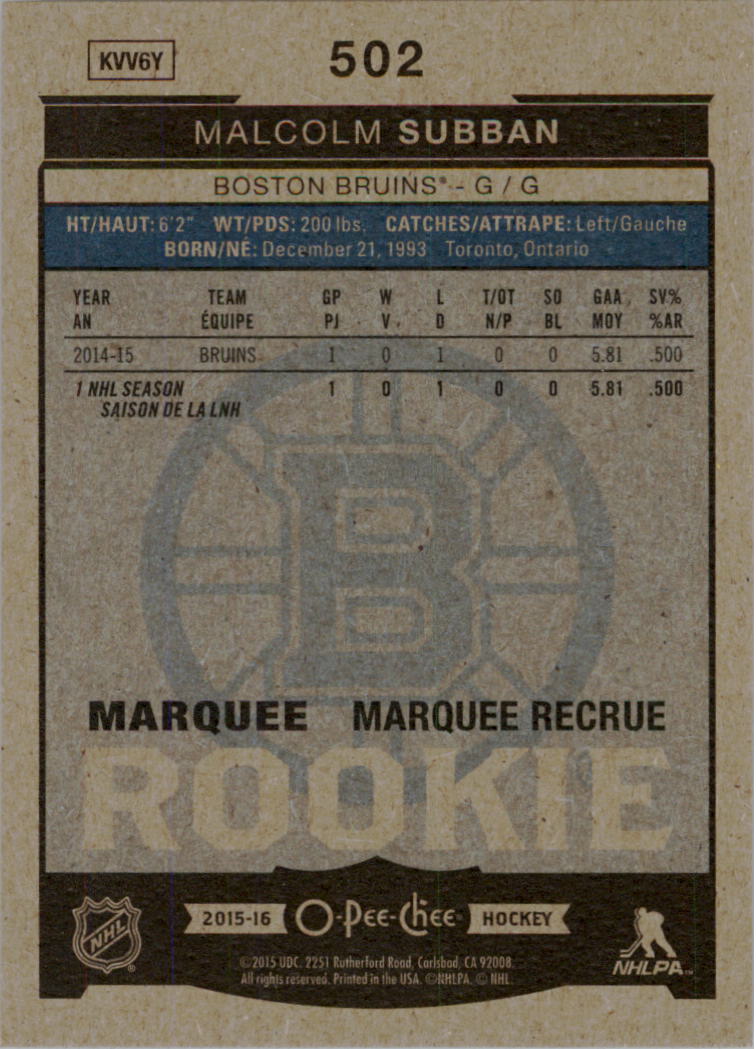 KVV6Y
502
MALCOLM SUBBAN
BOSTON BRUINS® - G / G
HT/HAUT: 6'2" WT/PDS: 200 lbs. CATCHES/ATTRAPE: Left/Gauche
BORN/NÉ: December 21, 1993 Toronto, Ontario
YEAR TEAM GP W L T/OT SO GAA SV%
AN ÉQUIPE PJ V D N/P BL MOY %AR
2014-15 BRUINS 1 0 1 0 0 5.81 .500
1 NHL SEASON 1 0 1 0 0 5.81 .500
SAISON DE LA LNH
B
MARQUEE MARQUEE RECRUE
ROOKIE
NHL ® 2015-16 O-Pee-Chee® HOCKEY NHLPA™
©2015 UDC. 2251 Rutherford Road, Carlsbad, CA 92008.
All rights reserved. Printed in the USA. ©NHLPA. © NHL.